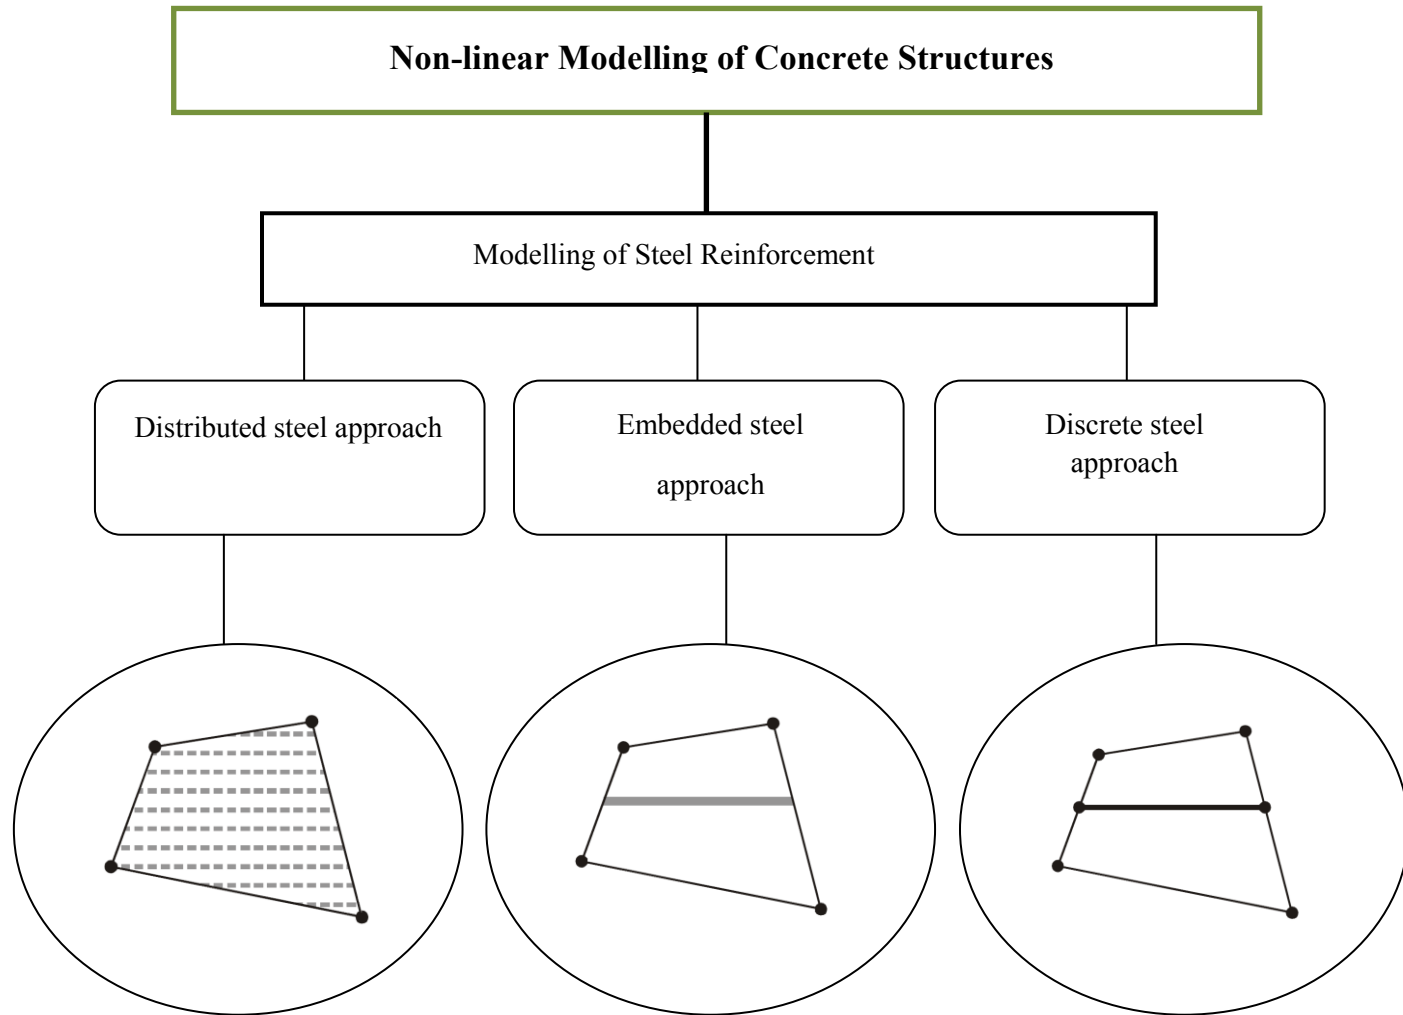 Non-linear Modelling of Concrete Structures
Modelling of Steel Reinforcement
Distributed steel approach
Embedded steel
approach
Discrete steel
approach